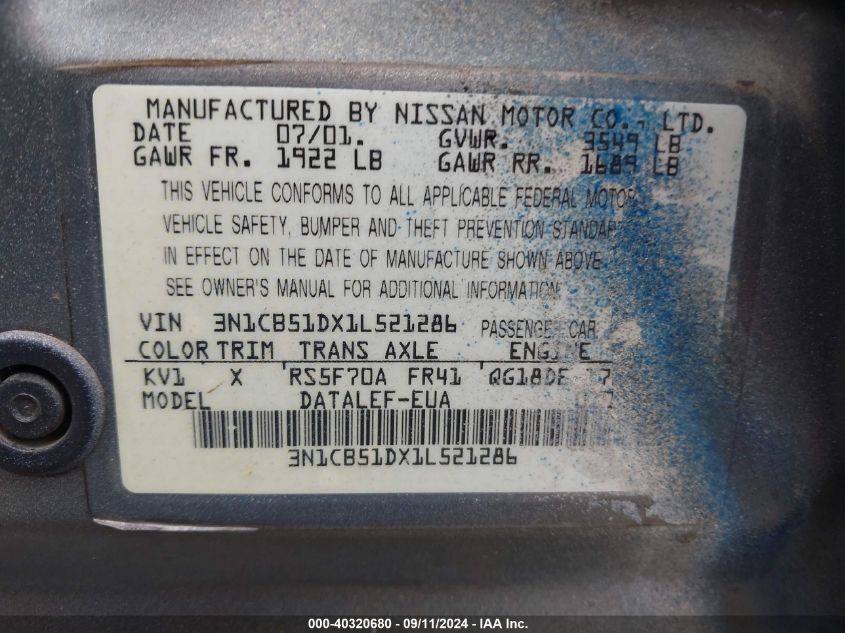 MANUFACTURED BY NISSAN MOTOR CO., LTD.
DATE 07/01. GVWR. 3549 LB
GAWR FR. 1922 LB GAWR RR. 1689 LB
THIS VEHICLE CONFORMS TO ALL APPLICABLE FEDERAL MOTOR
VEHICLE SAFETY, BUMPER AND THEFT PREVENTION STANDARDS
IN EFFECT ON THE DATE OF MANUFACTURE SHOWN ABOVE.
SEE OWNER'S MANUAL FOR ADDITIONAL INFORMATION
VIN 3N1CB51DX1L521286 PASSENGER CAR
COLOR TRIM TRANS AXLE ENGINE
KV1 X RS5F70A FR41 QG18DE
MODEL DATALEF-EUA
3N1CB51DX1L521286
000-40320680 - 09/11/2024 - IAA, Inc.